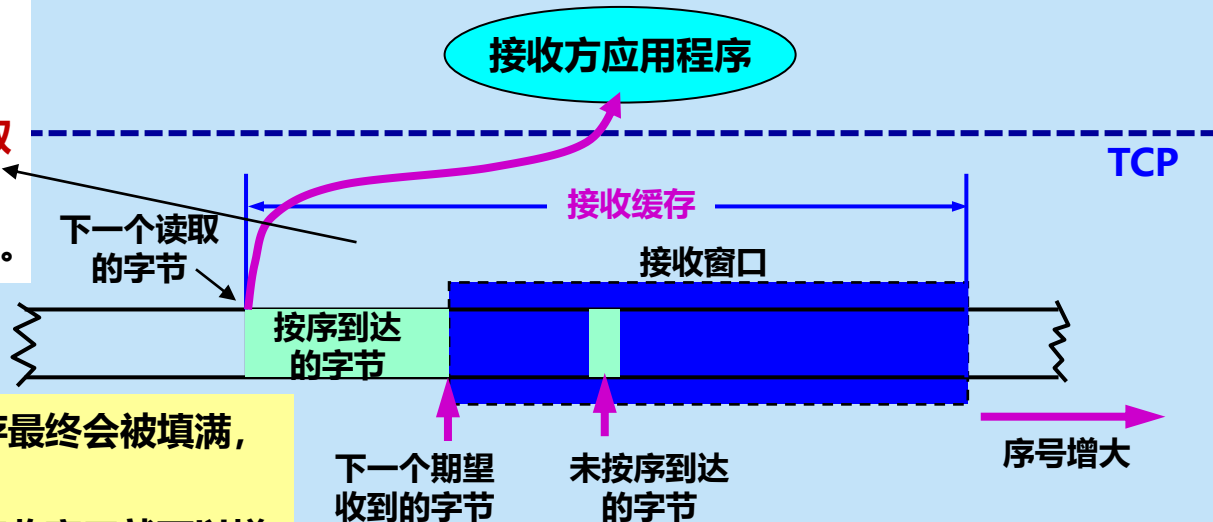 接收方应用程序
取
TCP
接收缓存
下一个读取
的字节
。
接收窗口
按序到达
的字节
序最终会被填满，
下一个期望
收到的字节
未按序到达
的字节
序号增大